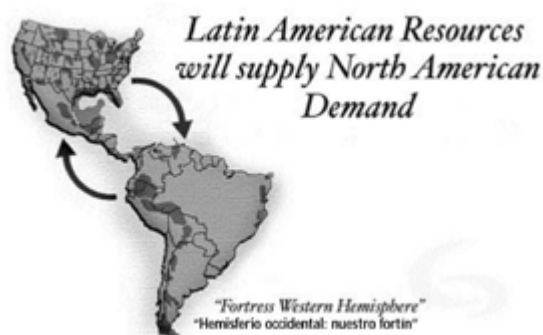 Latin American Resources
will supply North American
Demand
"Fortress Western Hemisphere"
"Hemisferio occidental: nuestro fortín"